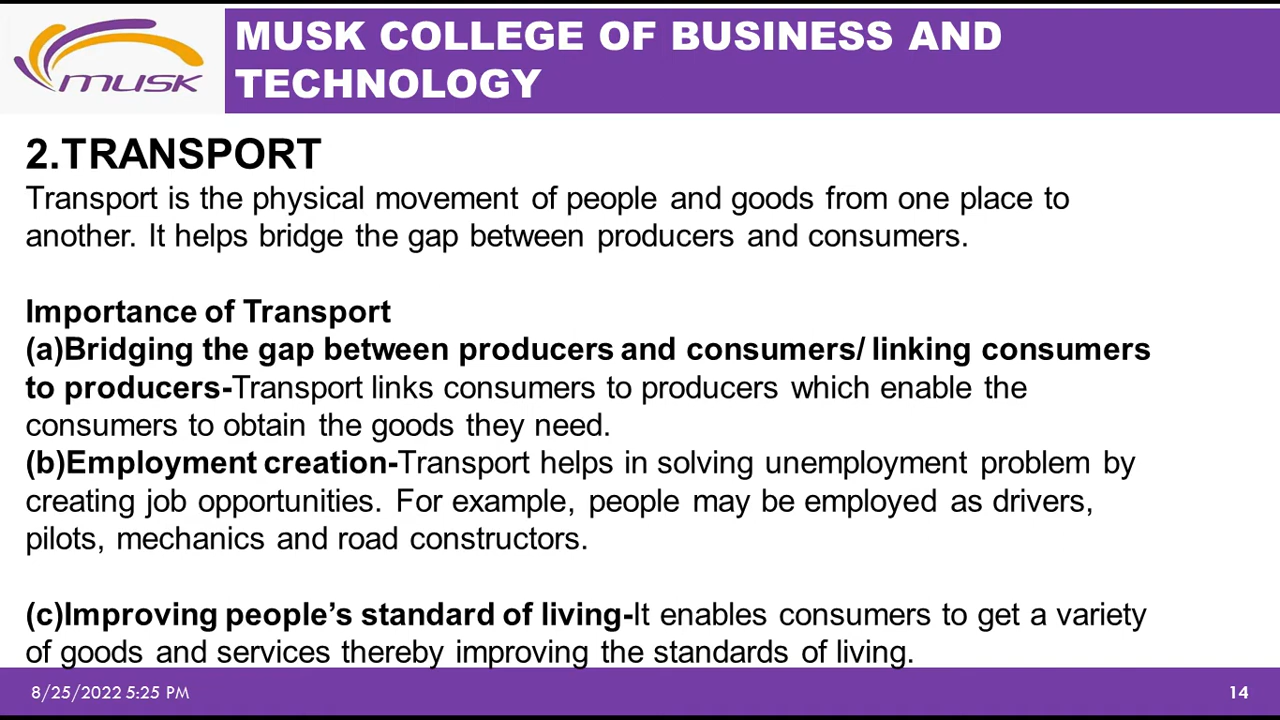 musk
MUSK COLLEGE OF BUSINESS AND
TECHNOLOGY
2.TRANSPORT
Transport is the physical movement of people and goods from one place to
another. It helps bridge the gap between producers and consumers.
Importance of Transport
(a)Bridging the gap between producers and consumers/ linking consumers
to producers-Transport links consumers to producers which enable the
consumers to obtain the goods they need.
(b)Employment creation-Transport helps in solving unemployment problem by
creating job opportunities. For example, people may be employed as drivers,
pilots, mechanics and road constructors.
(c)Improving people’s standard of living-It enables consumers to get a variety
of goods and services thereby improving the standards of living.
8/25/2022 5:25 PM
14